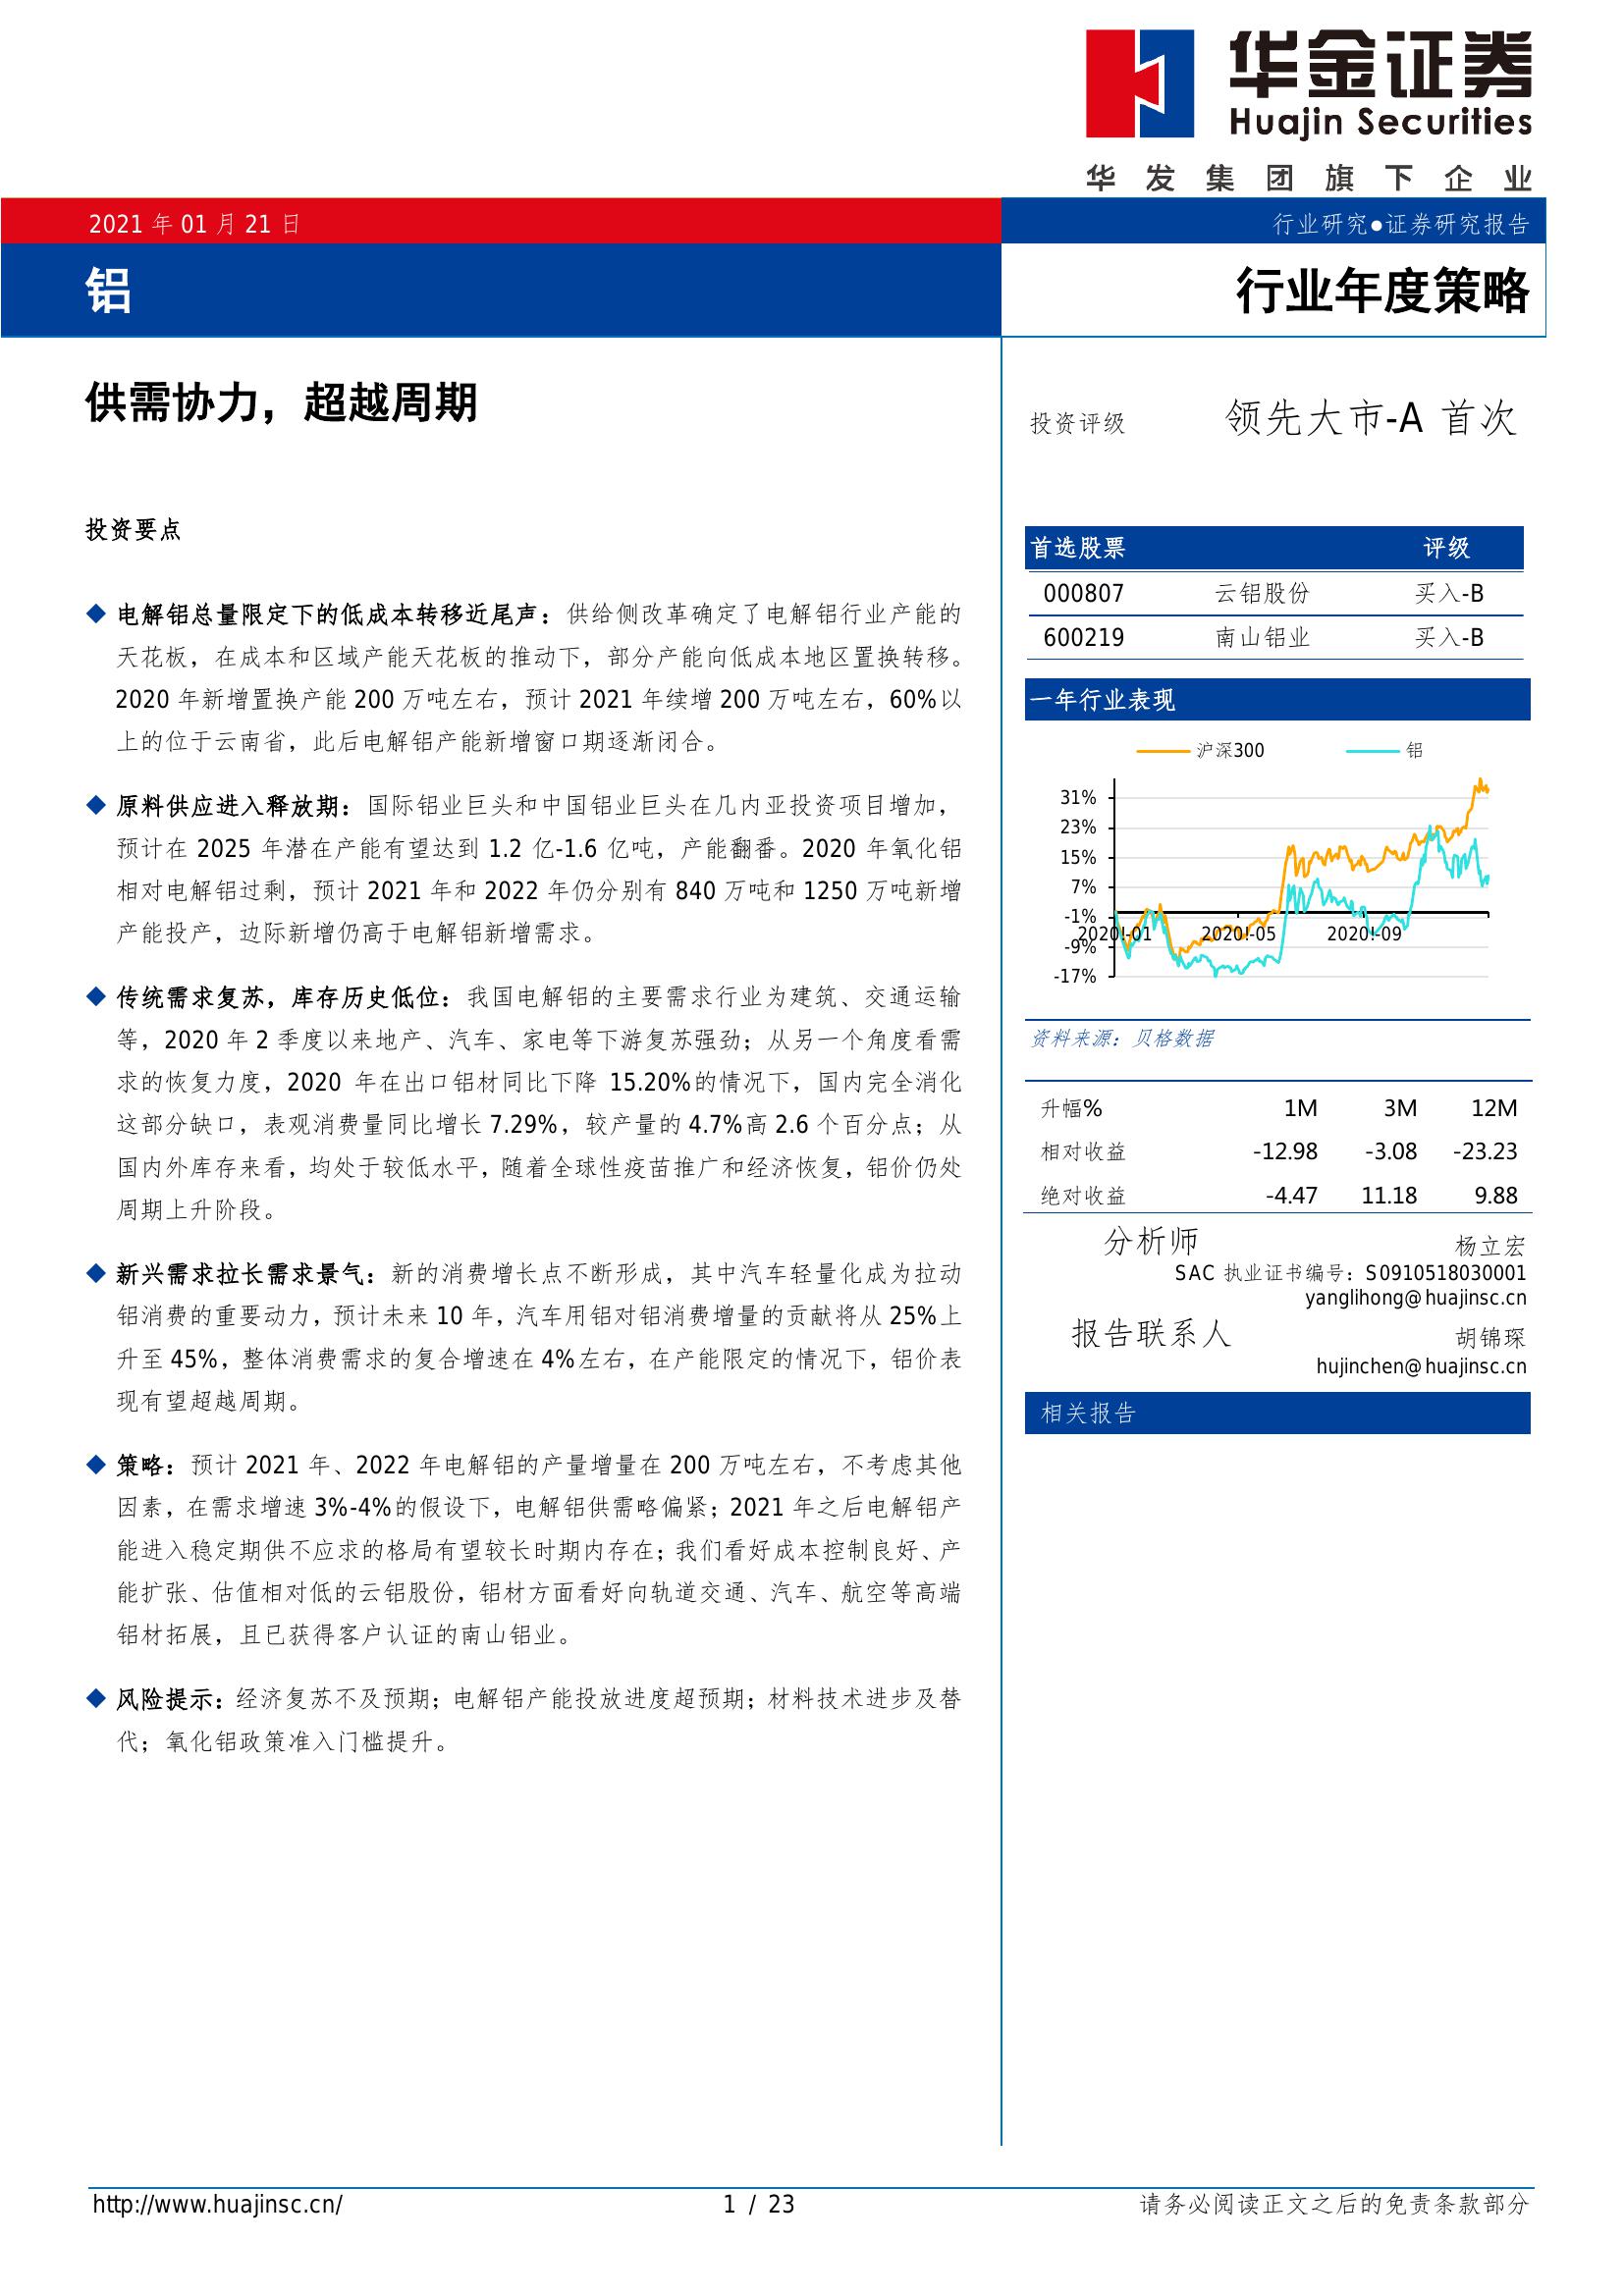 华金证券
Huajin Securities
华发集团旗下企业
2021 年 01 月 21 日
行业研究●证券研究报告
铝
行业年度策略
供需协力，超越周期
投资要点
◆ 电解铝总量限定下的低成本转移近尾声：供给侧改革确定了电解铝行业产能的
天花板，在成本和区域产能天花板的推动下，部分产能向低成本地区置换转移。
2020 年新增置换产能 200 万吨左右，预计 2021 年续增 200 万吨左右，60%以
上的位于云南省，此后电解铝产能新增窗口期逐渐闭合。
◆ 原料供应进入释放期：国际铝业巨头和中国铝业巨头在几内亚投资项目增加，
预计在 2025 年潜在产能有望达到 1.2 亿-1.6 亿吨，产能翻番。2020 年氧化铝
相对电解铝过剩，预计 2021 年和 2022 年仍分别有 840 万吨和 1250 万吨新增
产能投产，边际新增仍高于电解铝新增需求。
◆ 传统需求复苏，库存历史低位：我国电解铝的主要需求行业为建筑、交通运输
等，2020 年 2 季度以来地产、汽车、家电等下游复苏强劲；从另一个角度看需
求的恢复力度，2020 年在出口铝材同比下降 15.20%的情况下，国内完全消化
这部分缺口，表观消费量同比增长 7.29%，较产量的 4.7%高 2.6 个百分点；从
国内外库存来看，均处于较低水平，随着全球性疫苗推广和经济恢复，铝价仍处
周期上升阶段。
◆ 新兴需求拉长需求景气：新的消费增长点不断形成，其中汽车轻量化成为拉动
铝消费的重要动力，预计未来 10 年，汽车用铝对铝消费增量的贡献将从 25%上
升至 45%，整体消费需求的复合增速在 4%左右，在产能限定的情况下，铝价表
现有望超越周期。
◆ 策略：预计 2021 年、2022 年电解铝的产量增量在 200 万吨左右，不考虑其他
因素，在需求增速 3%-4%的假设下，电解铝供需略偏紧；2021 年之后电解铝产
能进入稳定期供不应求的格局有望较长时期内存在；我们看好成本控制良好、产
能扩张、估值相对低的云铝股份，铝材方面看好向轨道交通、汽车、航空等高端
铝材拓展，且已获得客户认证的南山铝业。
◆ 风险提示：经济复苏不及预期；电解铝产能投放进度超预期；材料技术进步及替
代；氧化铝政策准入门槛提升。
投资评级 领先大市-A 首次
首选股票 评级
000807 云铝股份 买入-B
600219 南山铝业 买入-B
一年行业表现
沪深300 铝
31%
23%
15%
7%
-1%
2020!-01 2020!-05 2020!-09
-9%
-17%
资料来源：贝格数据
升幅% 1M 3M 12M
相对收益 -12.98 -3.08 -23.23
绝对收益 -4.47 11.18 9.88
分析师 杨立宏
SAC 执业证书编号：S0910518030001
yanglihong@huajinsc.cn
报告联系人 胡锦琛
hujinchen@huajinsc.cn
相关报告
http://www.huajinsc.cn/ 1 / 23 请务必阅读正文之后的免责条款部分